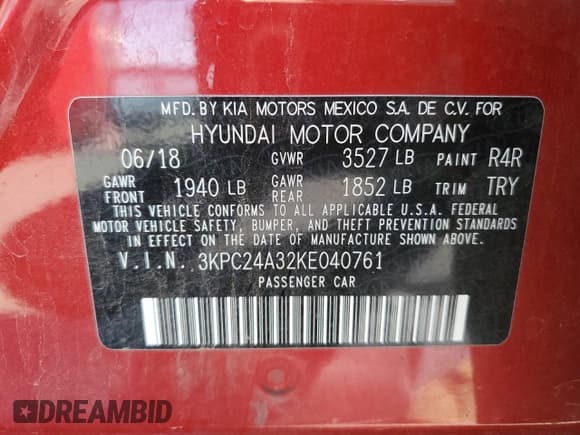 MFD. BY KIA MOTORS MEXICO S.A. DE C.V. FOR
HYUNDAI MOTOR COMPANY
06/18 GVWR 3527 LB PAINT R4R
GAWR FRONT 1940 LB GAWR REAR 1852 LB TRIM TRY
THIS VEHICLE CONFORMS TO ALL APPLICABLE U.S.A. FEDERAL
MOTOR VEHICLE SAFETY, BUMPER, AND THEFT PREVENTION STANDARDS
IN EFFECT ON THE DATE OF MANUFACTURE SHOWN ABOVE.
V.I.N. 3KPC24A32KE040761
PASSENGER CAR
DREAMBID